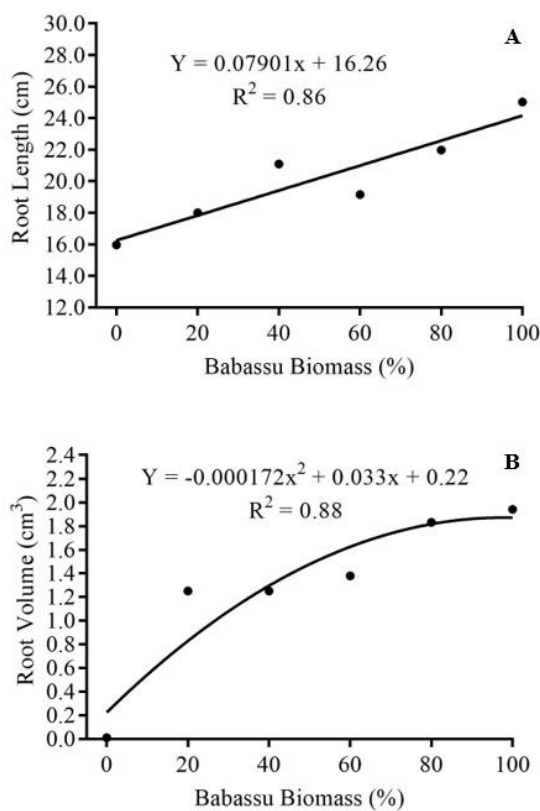 A
Y = 0.07901x + 16.26
R² = 0.86
Root Length (cm)
30.0
28.0
26.0
24.0
22.0
20.0
18.0
16.0
14.0
12.0
0 20 40 60 80 100
Babassu Biomass (%)
B
Y = -0.000172x² + 0.033x + 0.22
R² = 0.88
Root Volume (cm³)
2.4
2.2
2.0
1.8
1.6
1.4
1.2
1.0
0.8
0.6
0.4
0.2
0.0
0 20 40 60 80 100
Babassu Biomass (%)